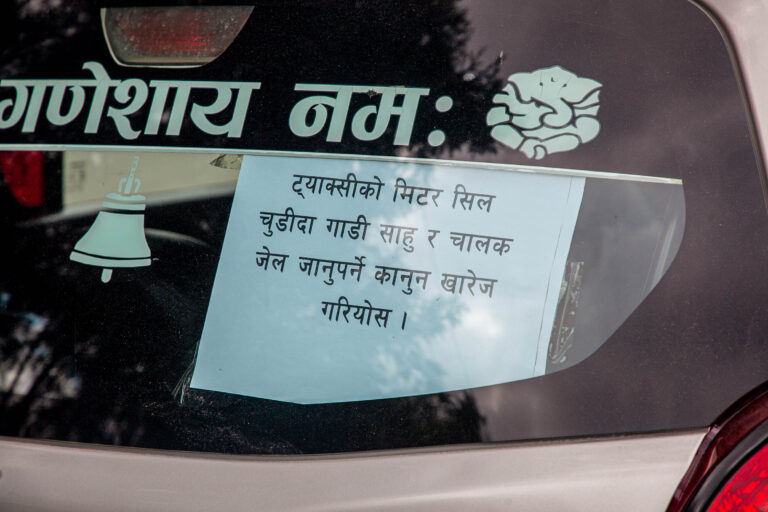 गणेशाय नमः
ट्याक्सीको मिटर सिल
चुडीदा गाडी साहु र चालक
जेल जानुपर्ने कानुन खारेज
गरियोस ।